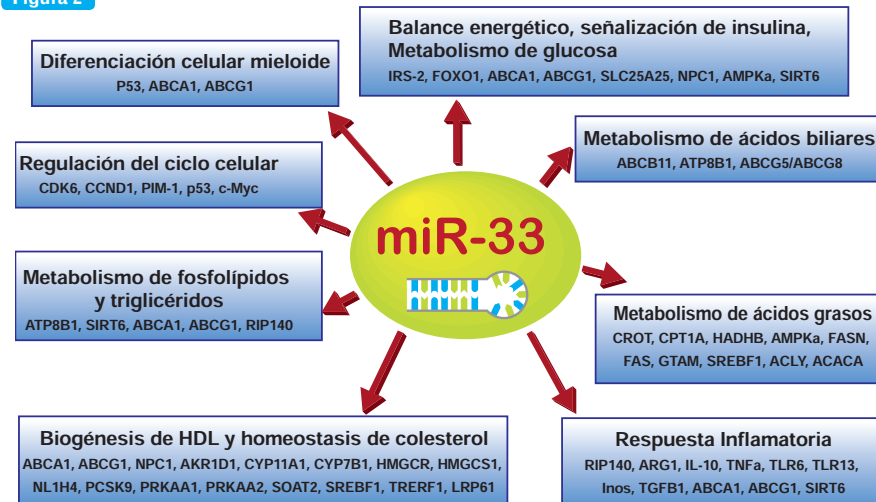 Figura 2
Balance energético, señalización de insulina,
Metabolismo de glucosa
IRS-2, FOXO1, ABCA1, ABCG1, SLC25A25, NPC1, AMPKa, SIRT6
Diferenciación celular mieloide
P53, ABCA1, ABCG1
Metabolismo de ácidos biliares
ABCB11, ATP8B1, ABCG5/ABCG8
Regulación del ciclo celular
CDK6, CCND1, PIM-1, p53, c-Myc
miR-33
Metabolismo de fosfolípidos
y triglicéridos
ATP8B1, SIRT6, ABCA1, ABCG1, RIP140
Metabolismo de ácidos grasos
CROT, CPT1A, HADHB, AMPKa, FASN,
FAS, GTAM, SREBF1, ACLY, ACACA
Biogénesis de HDL y homeostasis de colesterol
ABCA1, ABCG1, NPC1, AKR1D1, CYP11A1, CYP7B1, HMGCR, HMGCS1,
NL1H4, PCSK9, PRKAA1, PRKAA2, SOAT2, SREBF1, TRERF1, LRP61
Respuesta Inflamatoria
RIP140, ARG1, IL-10, TNFa, TLR6, TLR13,
Inos, TGFB1, ABCA1, ABCG1, SIRT6